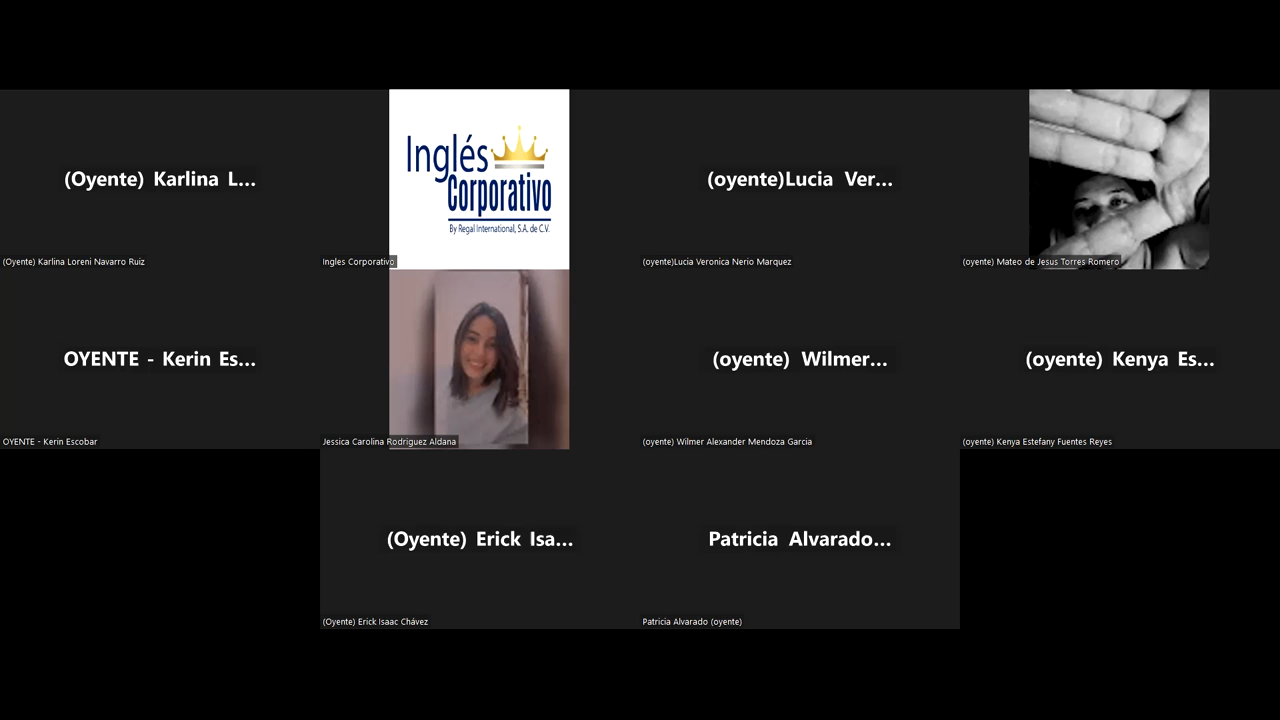 (Oyente) Karlina L...
(Oyente) Karlina Loreni Navarro Ruiz
Inglés
Corporativo
By Regal International, S.A. de C.V.
Ingles Corporativo
(oyente)Lucia Ver...
(oyente)Lucia Veronica Nerio Marquez
(oyente) Mateo de Jesus Torres Romero
OYENTE - Kerin Es...
OYENTE - Kerin Escobar
Jessica Carolina Rodriguez Aldana
(oyente) Wilmer...
(oyente) Wilmer Alexander Mendoza Garcia
(oyente) Kenya Es...
(oyente) Kenya Estefany Fuentes Reyes
(Oyente) Erick Isa...
(Oyente) Erick Isaac Chávez
Patricia Alvarado...
Patricia Alvarado (oyente)